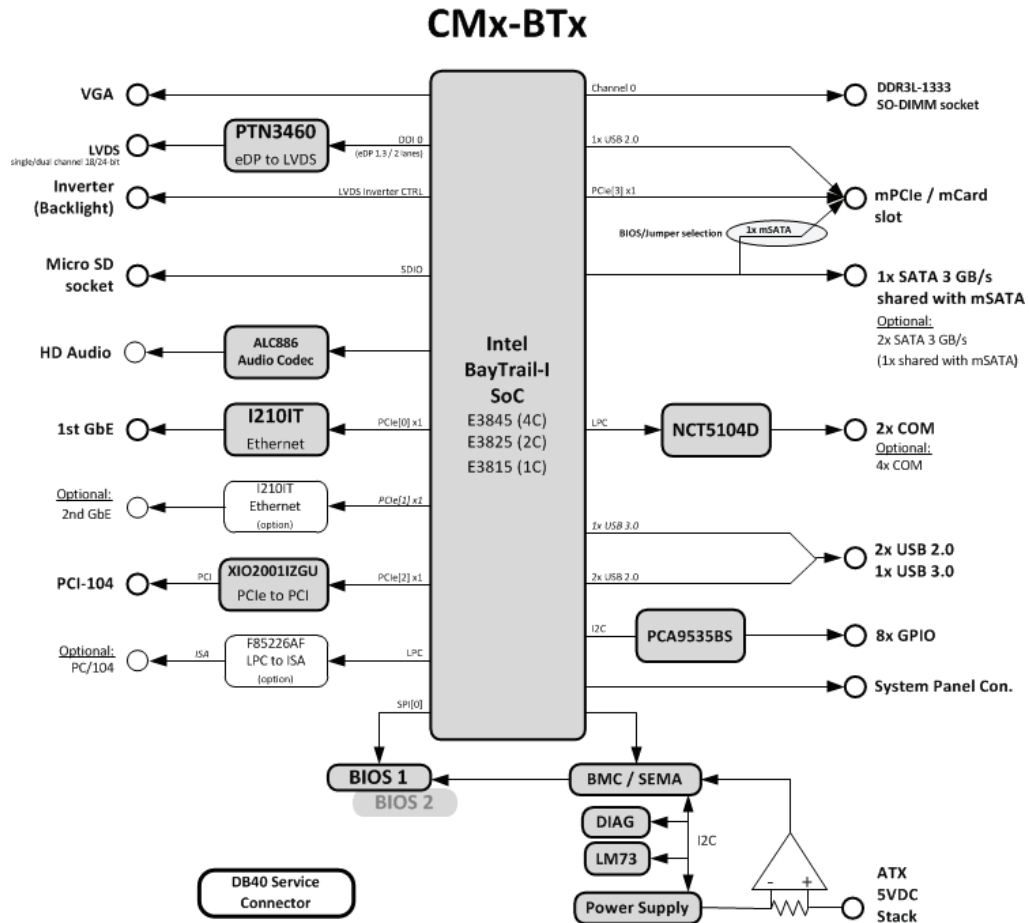 CMx-BTx
VGA
LVDS
single/dual channel 18/24-bit
PTN3460
eDP to LVDS
DDI 0
(eDP 1.3 / 2 lanes)
Inverter
(Backlight)
LVDS Inverter CTRL
Micro SD
socket
SDIO
HD Audio
ALC886
Audio Codec
1st GbE
I210IT
Ethernet
PCIe[0] x1
Optional:
2nd GbE
I210IT
Ethernet
(option)
PCIe[1] x1
PCI-104
PCI
XIO2001IZGU
PCIe to PCI
PCIe[2] x1
Optional:
PC/104
ISA
F85226AF
LPC to ISA
(option)
LPC
SPI[0]
Intel
BayTrail-I
SoC
E3845 (4C)
E3825 (2C)
E3815 (1C)
Channel 0
DDR3L-1333
SO-DIMM socket
1x USB 2.0
PCIe[3] x1
mPCIe / mCard
slot
BIOS/Jumper selection
1x mSATA
1x SATA 3 GB/s
shared with mSATA
Optional:
2x SATA 3 GB/s
(1x shared with mSATA)
LPC
NCT5104D
2x COM
Optional:
4x COM
1x USB 3.0
2x USB 2.0
2x USB 2.0
1x USB 3.0
I2C
PCA9535BS
8x GPIO
System Panel Con.
BIOS 1
BIOS 2
BMC / SEMA
DIAG
LM73
I2C
Power Supply
- +
ATX
5VDC
Stack
DB40 Service
Connector